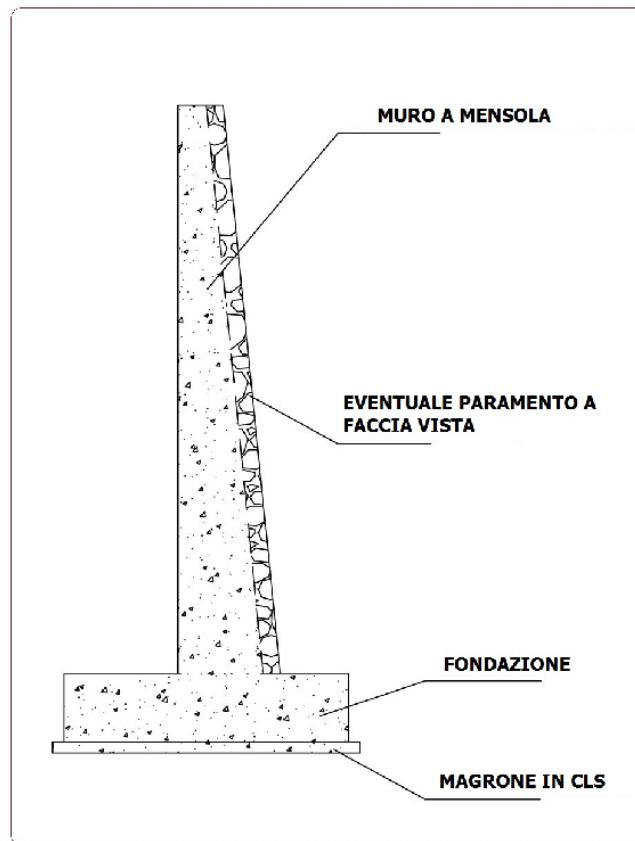 MURO A MENSOLA
EVENTUALE PARAMENTO A
FACCIA VISTA
FONDAZIONE
MAGRONE IN CLS